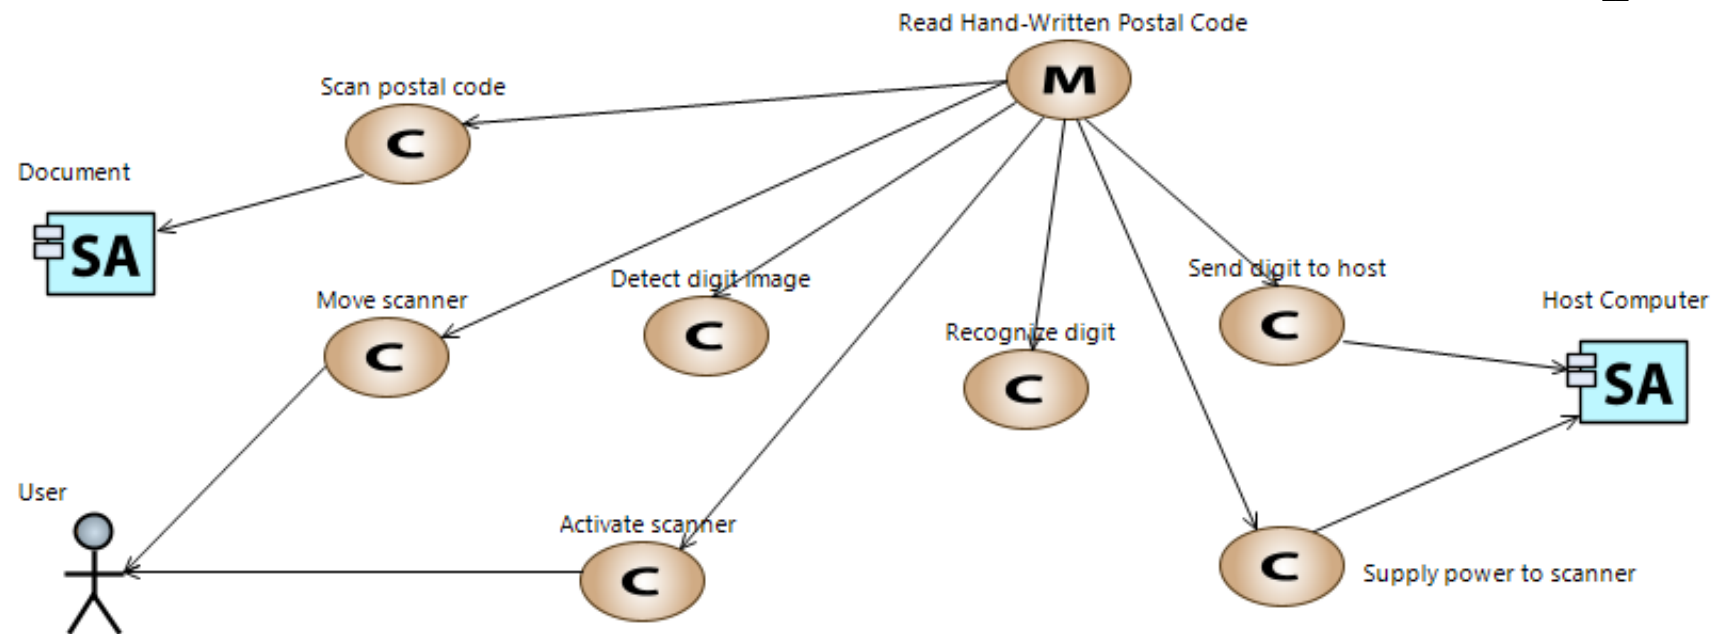 Read Hand-Written Postal Code
M
Scan postal code
C
Document
SA
Detect digit image
C
Send digit to host
C
Move scanner
C
Host Computer
SA
Recognize digit
C
User
Activate scanner
C
C
Supply power to scanner